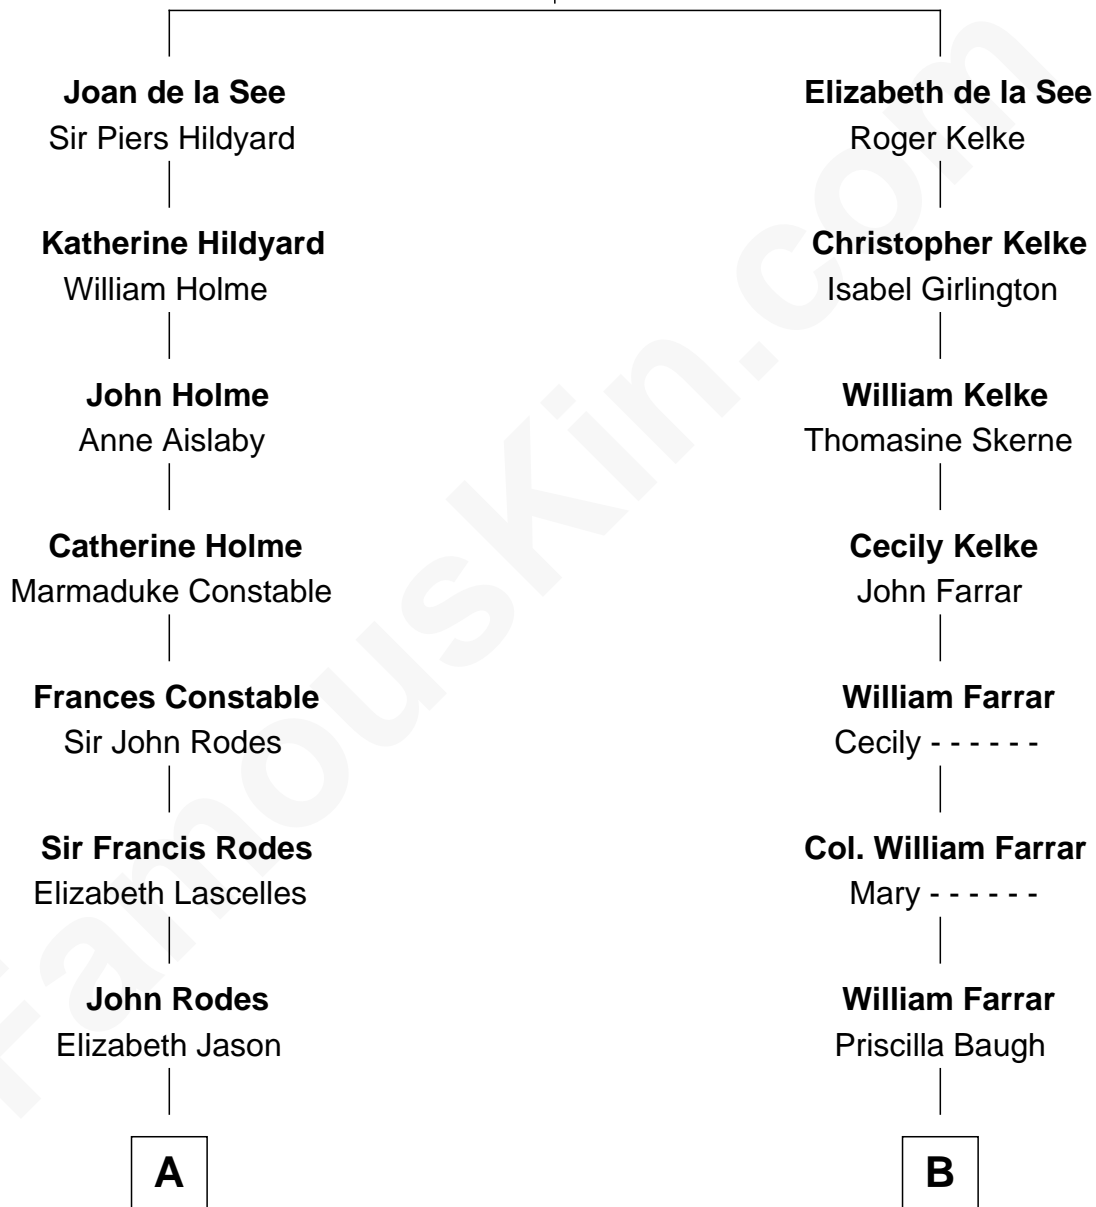 Joan de la See
Sir Piers Hildyard
Elizabeth de la See
Roger Kelke
Katherine Hildyard
William Holme
Christopher Kelke
Isabel Girlington
John Holme
Anne Aislaby
William Kelke
Thomasine Skerne
Catherine Holme
Marmaduke Constable
Cecily Kelke
John Farrar
Frances Constable
Sir John Rodes
William Farrar
Cecily - - - - - -
Sir Francis Rodes
Elizabeth Lascelles
Col. William Farrar
Mary - - - - - -
John Rodes
Elizabeth Jason
William Farrar
Priscilla Baugh
A
B
FamousKin.com